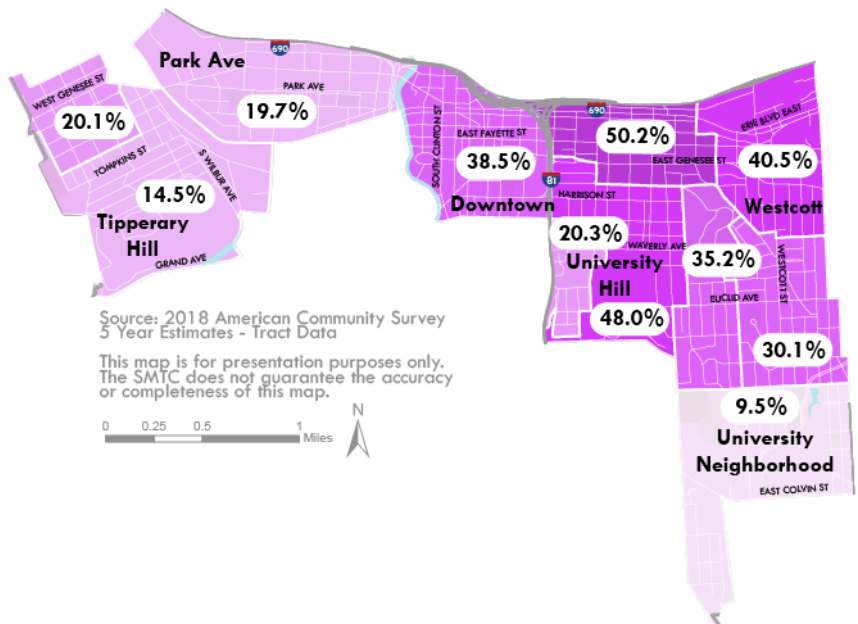 Park Ave
690
WEST GENESEE ST
PARK AVE
19.7%
20.1%
TOMPKINS ST
S WILBUR AVE
14.5%
Tipperary
Hill
GRAND AVE
SOUTH CLINTON ST
EAST FAYETTE ST
38.5%
Downtown
81
690
50.2%
EAST GENESEE ST
ERIE BLVD EAST
40.5%
Westcott
HARRISON ST
20.3%
WAVERLY AVE
University
Hill
48.0%
35.2%
EUCLID AVE
WESTCOTT ST
30.1%
9.5%
University
Neighborhood
EAST COLVIN ST
Source: 2018 American Community Survey
5 Year Estimates - Tract Data
This map is for presentation purposes only.
The SMTC does not guarantee the accuracy
or completeness of this map.
N
0 0.25 0.5 1
Miles